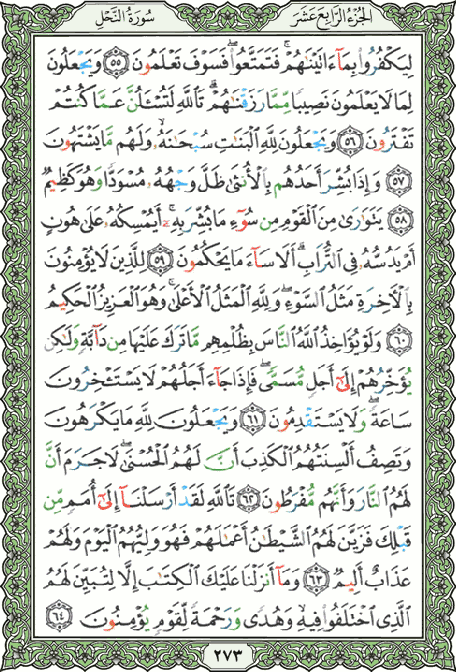 الجزء الرابع عشر
سورة النحل
لِيَكْفُرُوا۟ بِمَآ ءَاتَيْنَـٰهُمْ ۚ فَتَمَتَّعُوا۟ ۖ فَسَوْفَ تَعْلَمُونَ ٥٥ وَيَجْعَلُونَ
لِمَا لَا يَعْلَمُونَ نَصِيبًا مِّمَّا رَزَقْنَـٰهُمْ ۗ تَٱللَّهِ لَتُسْـَٔلُنَّ عَمَّا كُنتُمْ
تَفْتَرُونَ ٥٦ وَيَجْعَلُونَ لِلَّهِ ٱلْبَنَـٰتِ سُبْحَـٰنَهُۥ ۙ وَلَهُم مَّا يَشْتَهُونَ
٥٧ وَإِذَا بُشِّرَ أَحَدُهُم بِٱلْأُنثَىٰ ظَلَّ وَجْهُهُۥ مُسْوَدًّا وَهُوَ كَظِيمٌ
٥٨ يَتَوَٰرَىٰ مِنَ ٱلْقَوْمِ مِن سُوٓءِ مَا بُشِّرَ بِهِۦٓ ۚ أَيُمْسِكُهُۥ عَلَىٰ هُونٍ
أَمْ يَدُسُّهُۥ فِى ٱلتُّرَابِ ۗ أَلَا سَآءَ مَا يَحْكُمُونَ ٥٩ لِلَّذِينَ لَا يُؤْمِنُونَ
بِٱلْـَٔاخِرَةِ مَثَلُ ٱلسَّوْءِ ۖ وَلِلَّهِ ٱلْمَثَلُ ٱلْأَعْلَىٰ ۚ وَهُوَ ٱلْعَزِيزُ ٱلْحَكِيمُ
٦٠ وَلَوْ يُؤَاخِذُ ٱللَّهُ ٱلنَّاسَ بِظُلْمِهِم مَّا تَرَكَ عَلَيْهَا مِن دَآبَّةٍ وَلَـٰكِن
يُؤَخِّرُهُمْ إِلَىٰٓ أَجَلٍ مُّسَمًّى ۖ فَإِذَا جَآءَ أَجَلُهُمْ لَا يَسْتَـْٔخِرُونَ
سَاعَةً ۖ وَلَا يَسْتَقْدِمُونَ ٦١ وَيَجْعَلُونَ لِلَّهِ مَا يَكْرَهُونَ
وَتَصِفُ أَلْسِنَتُهُمُ ٱلْكَذِبَ أَنَّ لَهُمُ ٱلْحُسْنَىٰ ۖ لَا جَرَمَ أَنَّ
لَهُمُ ٱلنَّارَ وَأَنَّهُم مُّفْرَطُونَ ٦٢ تَٱللَّهِ لَقَدْ أَرْسَلْنَآ إِلَىٰٓ أُمَمٍ مِّن
قَبْلِكَ فَزَيَّنَ لَهُمُ ٱلشَّيْطَـٰنُ أَعْمَـٰلَهُمْ فَهُوَ وَلِيُّهُمُ ٱلْيَوْمَ وَلَهُمْ
عَذَابٌ أَلِيمٌ ٦٣ وَمَآ أَنزَلْنَا عَلَيْكَ ٱلْكِتَـٰبَ إِلَّا لِتُبَيِّنَ لَهُمُ
ٱلَّذِى ٱخْتَلَفُوا۟ فِيهِ ۙ وَهُدًى وَرَحْمَةً لِّقَوْمٍ يُؤْمِنُونَ ٦٤
٢٧٣